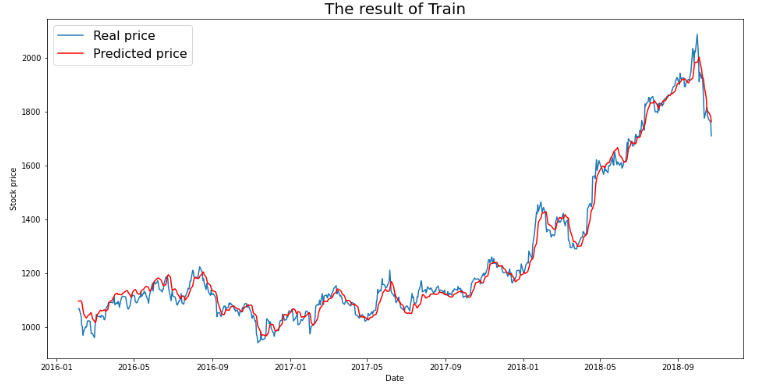 The result of Train
Real price
Predicted price
Stock price
2000
1800
1600
1400
1200
1000
2016-01 2016-05 2016-09 2017-01 2017-05 2017-09 2018-01 2018-05 2018-09
Date